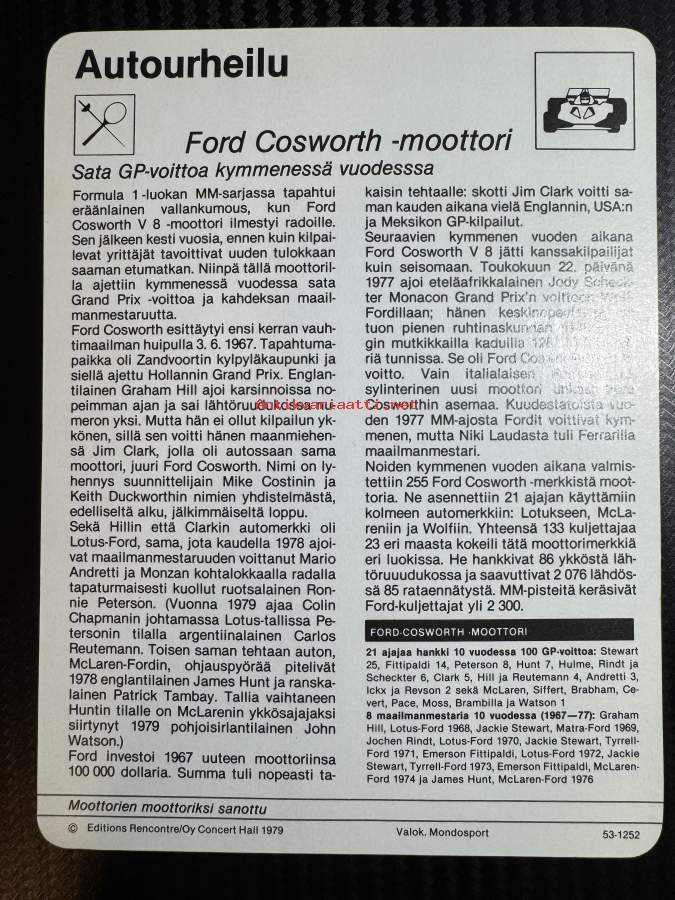 Autourheilu
Ford Cosworth -moottori
Sata GP-voittoa kymmenessä vuodesssa
Formula 1 -luokan MM-sarjassa tapahtui
eräänlainen vallankumous, kun Ford
Cosworth V 8 -moottori ilmestyi radoille.
Sen jälkeen kesti vuosia, ennen kuin kilpai-
levat yrittäjät tavoittivat uuden tulokkaan
saaman etumatkan. Niinpä tällä moottoril-
la ajettiin kymmenessä vuodessa sata
Grand Prix -voittoa ja kahdeksan maail-
manmestaruutta.
Ford Cosworth esittäytyi ensi kerran vauh-
timaailman huipulla 3. 6. 1967. Tapahtuma-
paikka oli Zandvoortin kylpyläkaupunki ja
siellä ajettu Hollannin Grand Prix. Englan-
tilainen Graham Hill ajoi karsinnoissa no-
peimman ajan ja sai lähtöruudukossa nu-
meron yksi. Mutta hän ei ollut kilpailun yk-
könen, sillä sen voitti hänen maanmiehen-
sä Jim Clark, jolla oli autossaan sama
moottori, juuri Ford Cosworth. Nimi on ly-
hennys suunnittelijain Mike Costinin ja
Keith Duckworthin nimien yhdistelmästä,
edelliseltä alku, jälkimmäiseltä loppu.
Sekä Hillin että Clarkin automerkki oli
Lotus-Ford, sama, jota kaudella 1978 ajoi-
vat maailmanmestaruuden voittanut Mario
Andretti ja Monzan kohtalokkaalla radalla
tapaturmaisesti kuollut ruotsalainen Ron-
nie Peterson. (Vuonna 1979 ajaa Colin
Chapmanin johtamassa Lotus-tallissa Pe-
tersonin tilalla argentiinalainen Carlos
Reutemann. Toisen saman tehtaan auton,
McLaren-Fordin, ohjauspyörää pitelivät
1978 englantilainen James Hunt ja ranska-
lainen Patrick Tambay. Tallia vaihtaneen
Huntin tilalle on McLarenin ykkösajajaksi
siirtynyt 1979 pohjoisirlantilainen John
Watson.)
Ford investoi 1967 uuteen moottoriinsa
100 000 dollaria. Summa tuli nopeasti ta-
kaisin tehtaalle: skotti Jim Clark voitti sa-
man kauden aikana vielä Englannin, USA:n
ja Meksikon GP-kilpailut.
Seuraavien kymmenen vuoden aikana
Ford Cosworth V 8 jätti kanssakilpailijat
kuin seisomaan. Toukokuun 22. päivänä
1977 ajoi eteläafrikkalainen Jody Scheck-
ter Monacon Grand Prix'n voittoon
Fordillaan; hänen
tuon pienen ruhtinaskunnan
gin mutkikkailla kaduilla
riä tunnissa. Se oli Ford
voitto. Vain italialaisen
sylinterinen uusi moottori
Cosworthin asemaa. Kuudestatoista vuo-
den 1977 MM-ajosta Fordit voittivat kym-
menen, mutta Niki Laudasta tuli Ferrarilla
maailmanmestari.
Noiden kymmenen vuoden aikana valmis-
tettiin 255 Ford Cosworth -merkkistä moot-
toria. Ne asennettiin 21 ajajan käyttämiin
kolmeen automerkkiin: Lotukseen, McLa-
reniin ja Wolfiin. Yhteensä 133 kuljettajaa
23 eri maasta kokeili tätä moottorimerkkiä
eri luokissa. He hankkivat 86 ykköstä läh-
töruudukossa ja saavuttivat 2 076 lähdös-
sä 85 rataennätystä. MM-pisteitä keräsivät
Ford-kuljettajat yli 2 300.
FORD-COSWORTH -MOOTTORI
21 ajajaa hankki 10 vuodessa 100 GP-voittoa: Stewart
25, Fittipaldi 14, Peterson 8, Hunt 7, Hulme, Rindt ja
Scheckter 6, Clark 5, Hill ja Reutemann 4, Andretti 3,
Ickx ja Revson 2 sekä McLaren, Siffert, Brabham, Ce-
vert, Pace, Moss, Brambilla ja Watson 1
8 maailmanmestaria 10 vuodessa (1967—77): Graham
Hill, Lotus-Ford 1968, Jackie Stewart, Matra-Ford 1969,
Jochen Rindt, Lotus-Ford 1970, Jackie Stewart, Tyrrell-
Ford 1971, Emerson Fittipaldi, Lotus-Ford 1972, Jackie
Stewart, Tyrrell-Ford 1973, Emerson Fittipaldi, McLaren-
Ford 1974 ja James Hunt, McLaren-Ford 1976
Moottorien moottoriksi sanottu
© Editions Rencontre/Oy Concert Hall 1979 Valok. Mondosport 53-1252